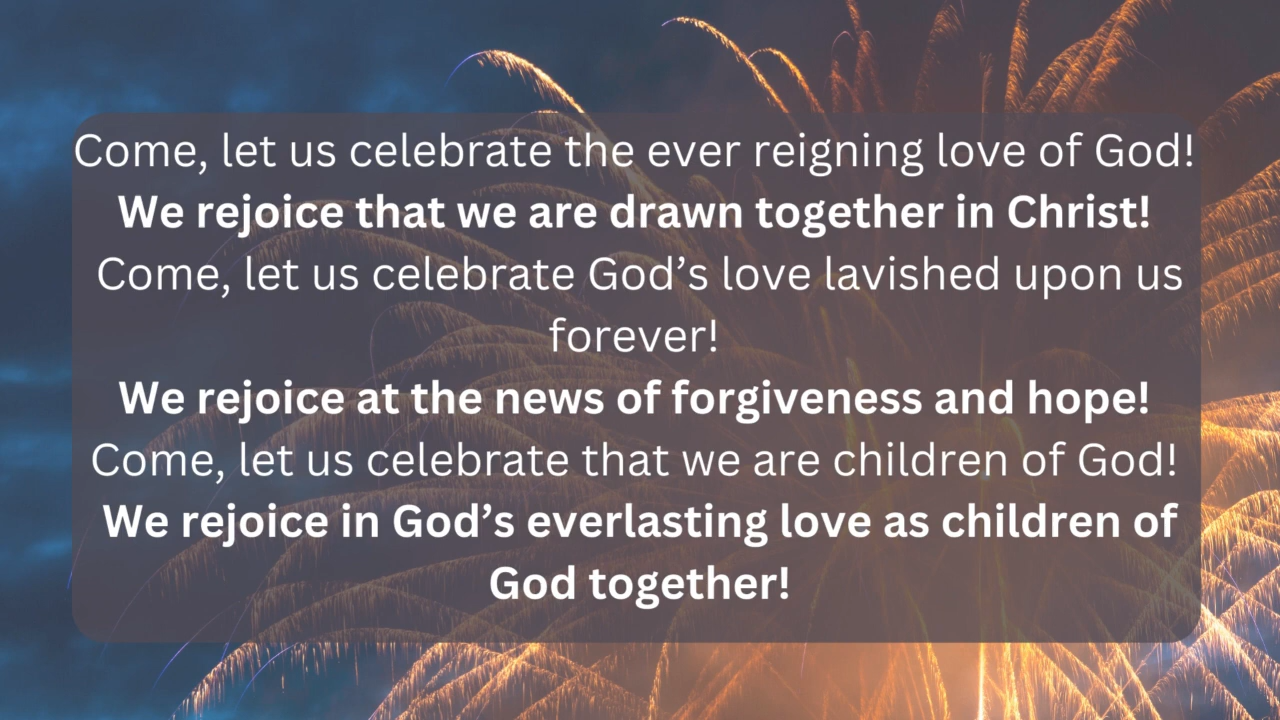 Come, let us celebrate the ever reigning love of God!
We rejoice that we are drawn together in Christ!
Come, let us celebrate God’s love lavished upon us
forever!
We rejoice at the news of forgiveness and hope!
Come, let us celebrate that we are children of God!
We rejoice in God’s everlasting love as children of
God together!